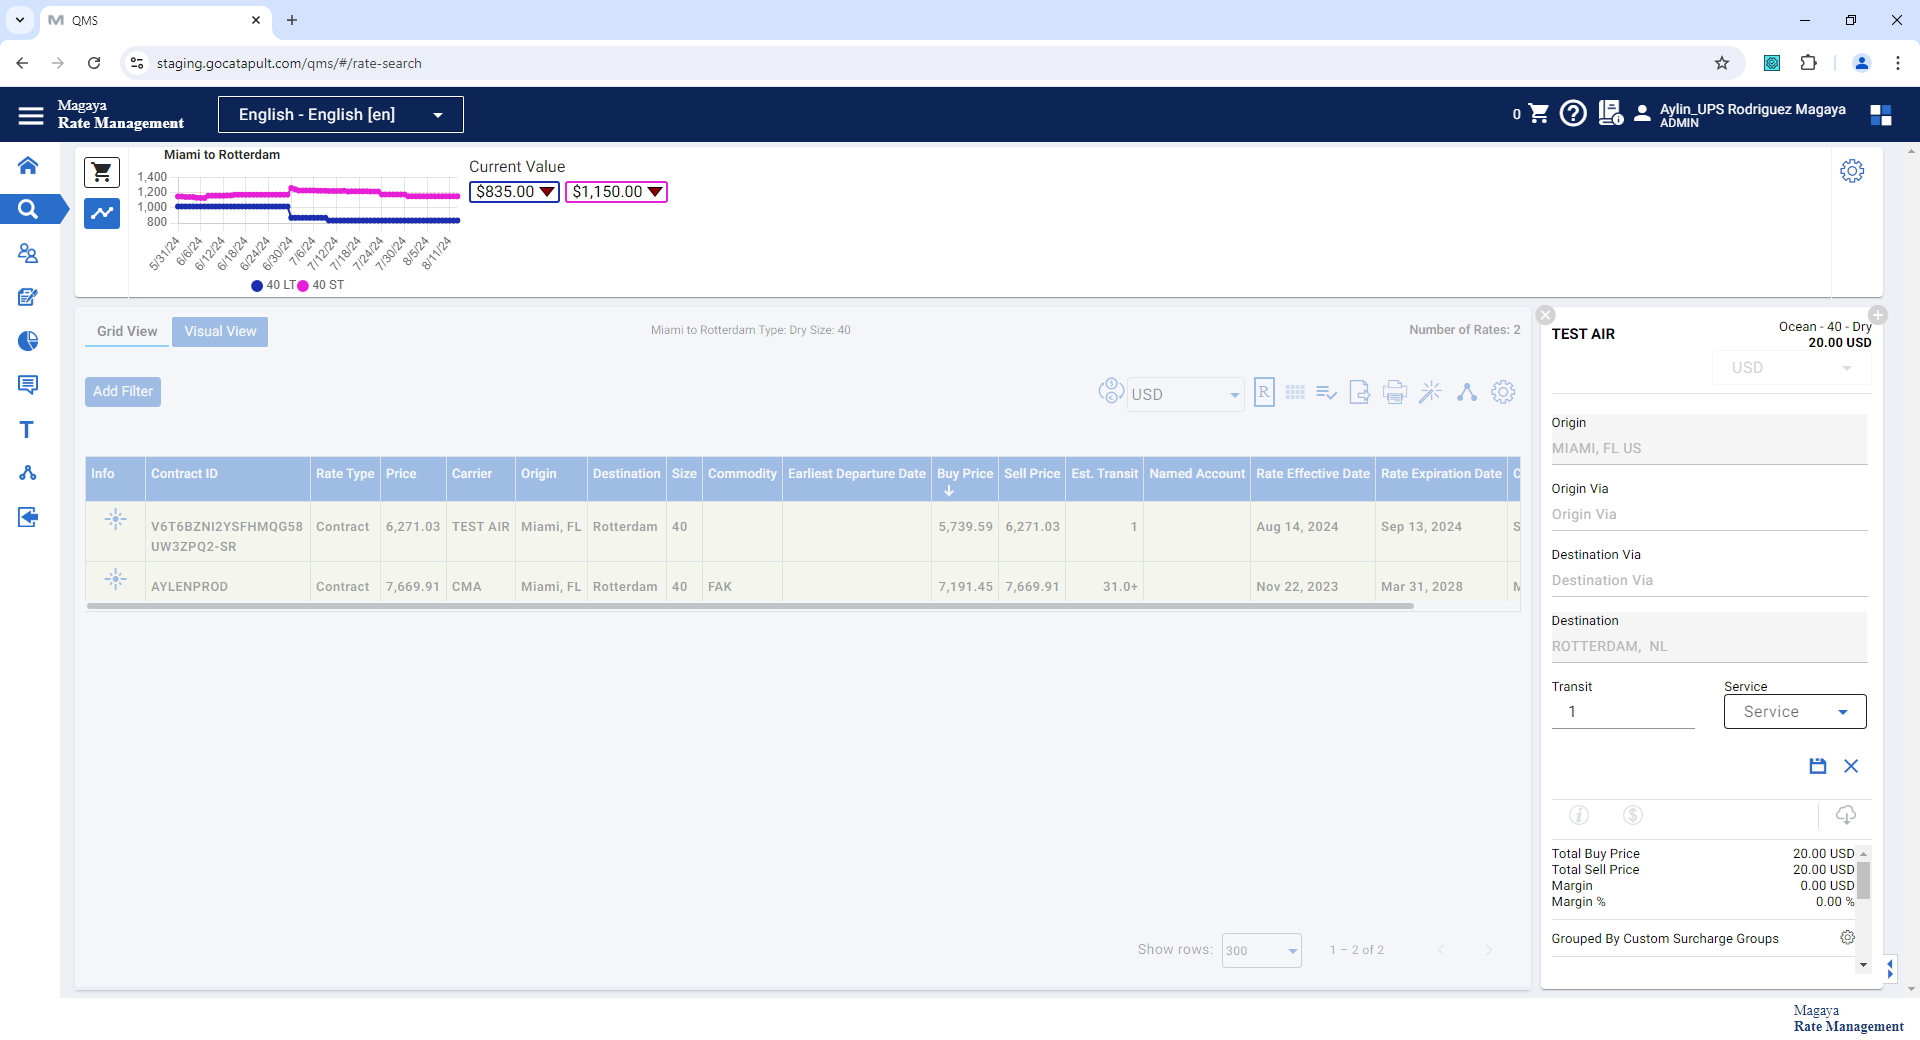 QMS
staging.gocatapult.com/qms/#/rate-search
Magaya
Rate Management
English - English [en]
0
Aylin_UPS Rodriguez Magaya
ADMIN
Miami to Rotterdam
1,400
1,200
1,000
800
5/31/24 6/6/24 6/12/24 6/18/24 6/24/24 6/30/24 7/6/24 7/12/24 7/18/24 7/24/24 7/30/24 8/5/24 8/11/24
40 LT 40 ST
Current Value
$835.00 $1,150.00
Grid View Visual View
Miami to Rotterdam Type: Dry Size: 40
Number of Rates: 2
Add Filter
USD
R
Info Contract ID Rate Type Price Carrier Origin Destination Size Commodity Earliest Departure Date Buy Price Sell Price Est. Transit Named Account Rate Effective Date Rate Expiration Date C
V6T6BZNI2YSFHMQG58 Contract 6,271.03 TEST AIR Miami, FL Rotterdam 40 5,739.59 6,271.03 1 Aug 14, 2024 Sep 13, 2024 S
UW3ZPQ2-SR
AYLENPROD Contract 7,669.91 CMA Miami, FL Rotterdam 40 FAK 7,191.45 7,669.91 31.0+ Nov 22, 2023 Mar 31, 2028 M
Show rows: 300 1 – 2 of 2
TEST AIR
Ocean - 40 - Dry
20.00 USD
USD
Origin
MIAMI, FL US
Origin Via
Origin Via
Destination Via
Destination Via
Destination
ROTTERDAM, NL
Transit Service
1 Service
Total Buy Price 20.00 USD
Total Sell Price 20.00 USD
Margin 0.00 USD
Margin % 0.00 %
Grouped By Custom Surcharge Groups
Magaya
Rate Management